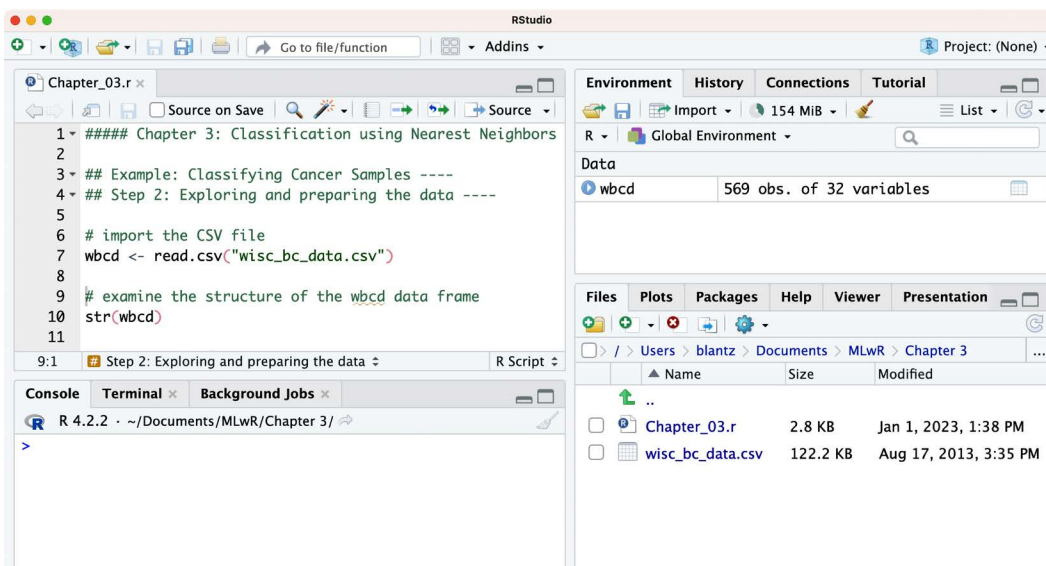 RStudio
Go to file/function
Addins
Project: (None)
Chapter_03.r
Source on Save
Source
1 ##### Chapter 3: Classification using Nearest Neighbors
2
3 ## Example: Classifying Cancer Samples ----
4 ## Step 2: Exploring and preparing the data ----
5
6 # import the CSV file
7 wbcd <- read.csv("wisc_bc_data.csv")
8
9 # examine the structure of the wbcd data frame
10 str(wbcd)
11
9:1 # Step 2: Exploring and preparing the data R Script
Console Terminal Background Jobs
R 4.2.2 · ~/Documents/MLwR/Chapter 3/
>
Environment History Connections Tutorial
Import 154 MiB List
R Global Environment
Data
wbcd 569 obs. of 32 variables
Files Plots Packages Help Viewer Presentation
/ > Users > blantz > Documents > MLwR > Chapter 3 ...
Name Size Modified
..
Chapter_03.r 2.8 KB Jan 1, 2023, 1:38 PM
wisc_bc_data.csv 122.2 KB Aug 17, 2013, 3:35 PM